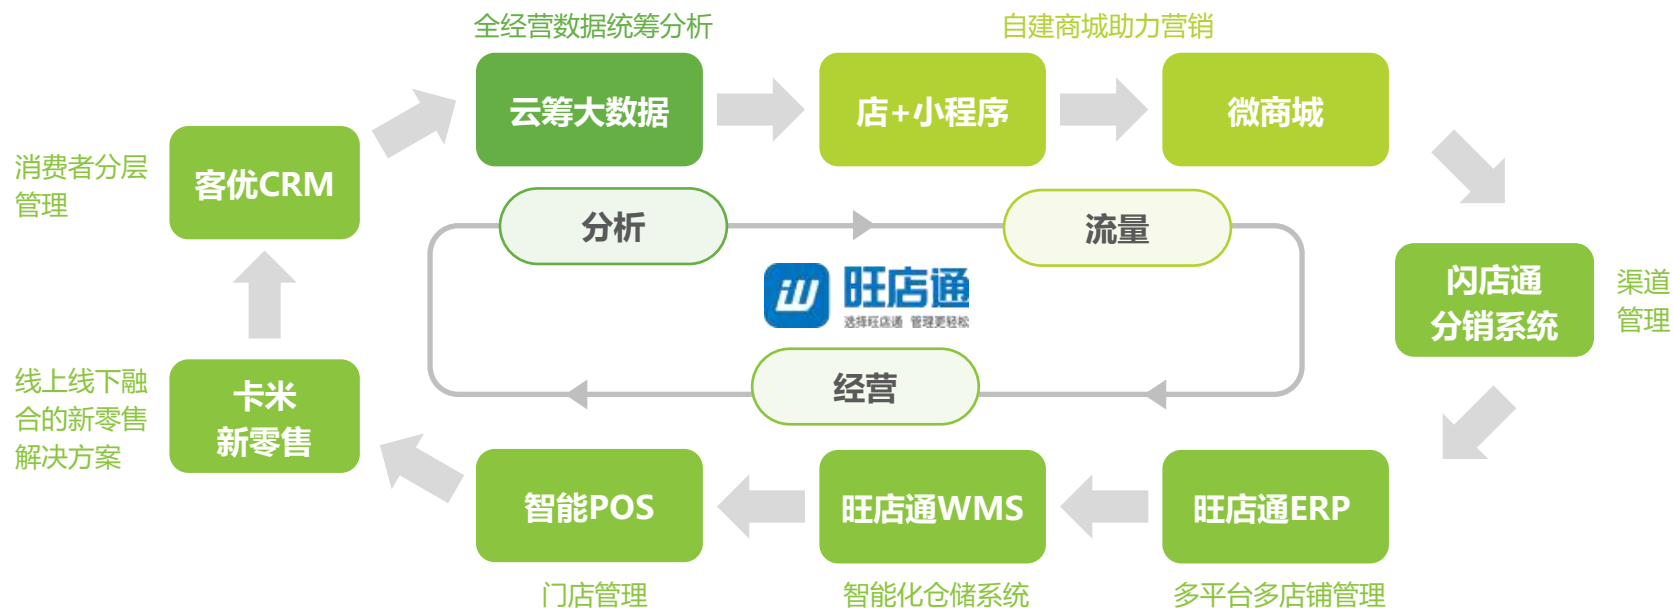 全经营数据统筹分析
自建商城助力营销
云筹大数据
店+小程序
微商城
消费者分层
管理
客优CRM
分析
流量
旺店通
选择旺店通 管理更轻松
闪店通
分销系统
渠道
管理
线上线下融
合的新零售
解决方案
卡米
新零售
经营
智能POS
旺店通WMS
旺店通ERP
门店管理
智能化仓储系统
多平台多店铺管理